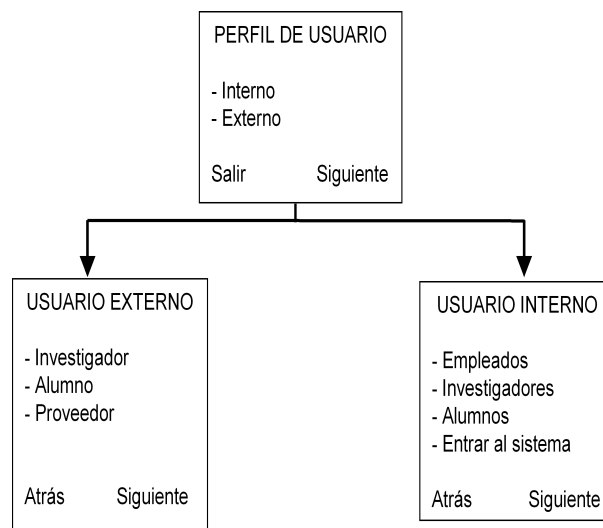 PERFIL DE USUARIO
- Interno
- Externo
Salir Siguiente
USUARIO EXTERNO
- Investigador
- Alumno
- Proveedor
Atrás Siguiente
USUARIO INTERNO
- Empleados
- Investigadores
- Alumnos
- Entrar al sistema
Atrás Siguiente